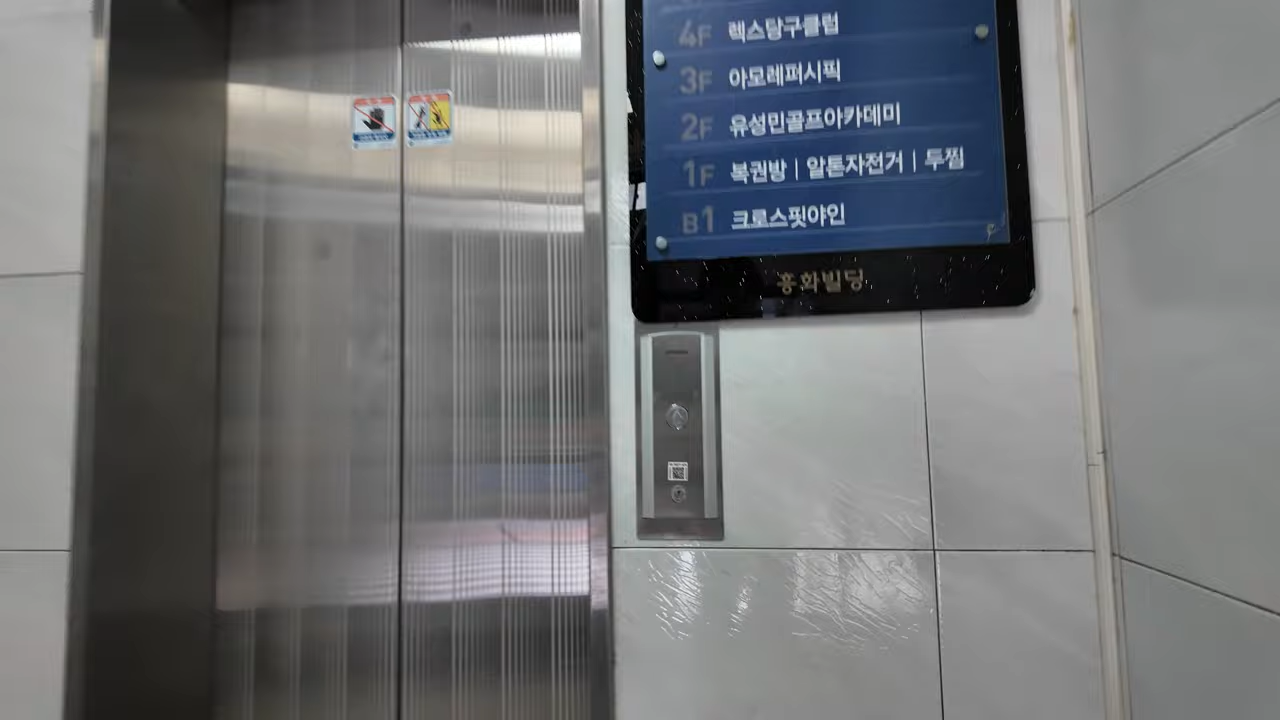 4F 렉스당구클럽
3F 아모레퍼시픽
2F 유성민골프아카데미
1F 복권방 | 알톤자전거 | 두찜
B1 크로스핏야인
흥화빌딩